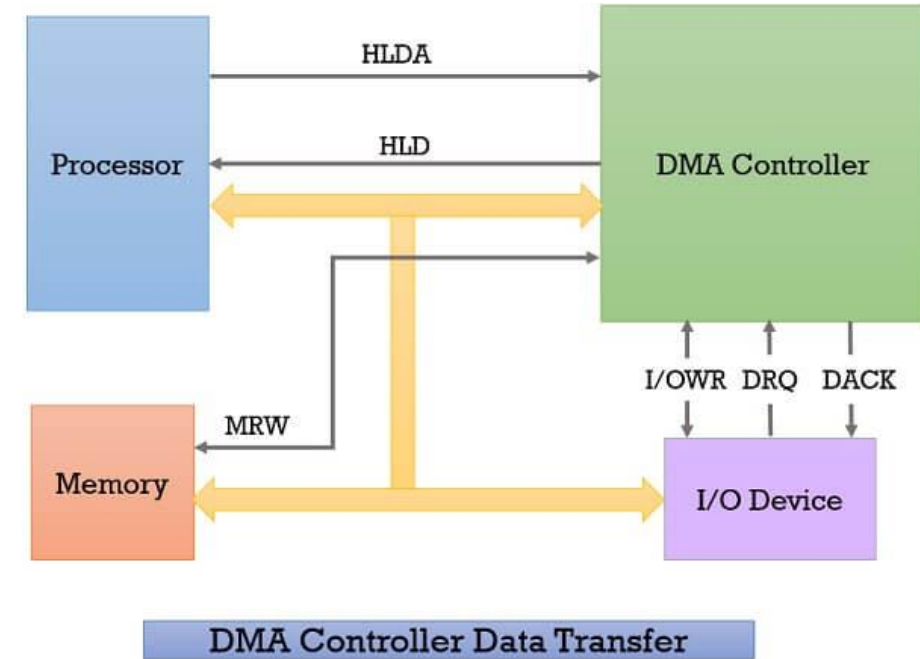 HLDA
Processor
HLD
DMA Controller
I/OWR DRQ DACK
MRW
Memory
I/O Device
DMA Controller Data Transfer